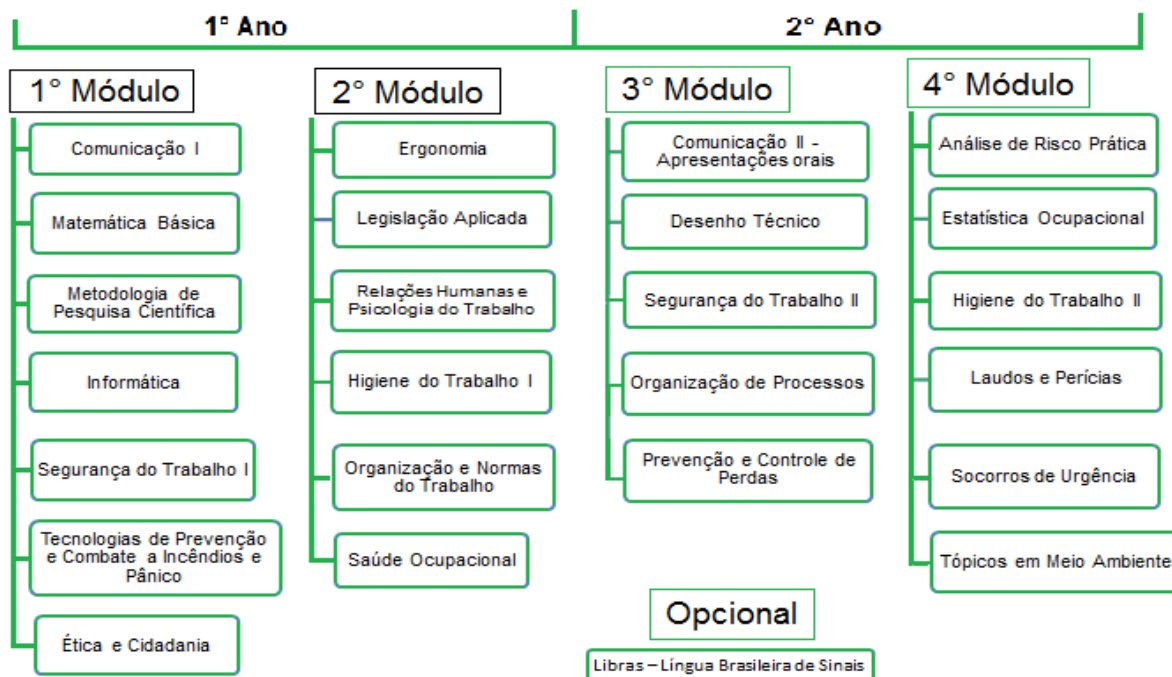 1° Ano
2° Ano
1° Módulo
Comunicação I
Matemática Básica
Metodologia de
Pesquisa Científica
Informática
Segurança do Trabalho I
Tecnologias de Prevenção
e Combate a Incêndios e
Pânico
Ética e Cidadania
2° Módulo
Ergonomia
Legislação Aplicada
Relações Humanas e
Psicologia do Trabalho
Higiene do Trabalho I
Organização e Normas
do Trabalho
Saúde Ocupacional
3° Módulo
Comunicação II -
Apresentações orais
Desenho Técnico
Segurança do Trabalho II
Organização de Processos
Prevenção e Controle de
Perdas
4° Módulo
Análise de Risco Prática
Estatística Ocupacional
Higiene do Trabalho II
Laudos e Perícias
Socorros de Urgência
Tópicos em Meio Ambiente
Opcional
Libras – Língua Brasileira de Sinais